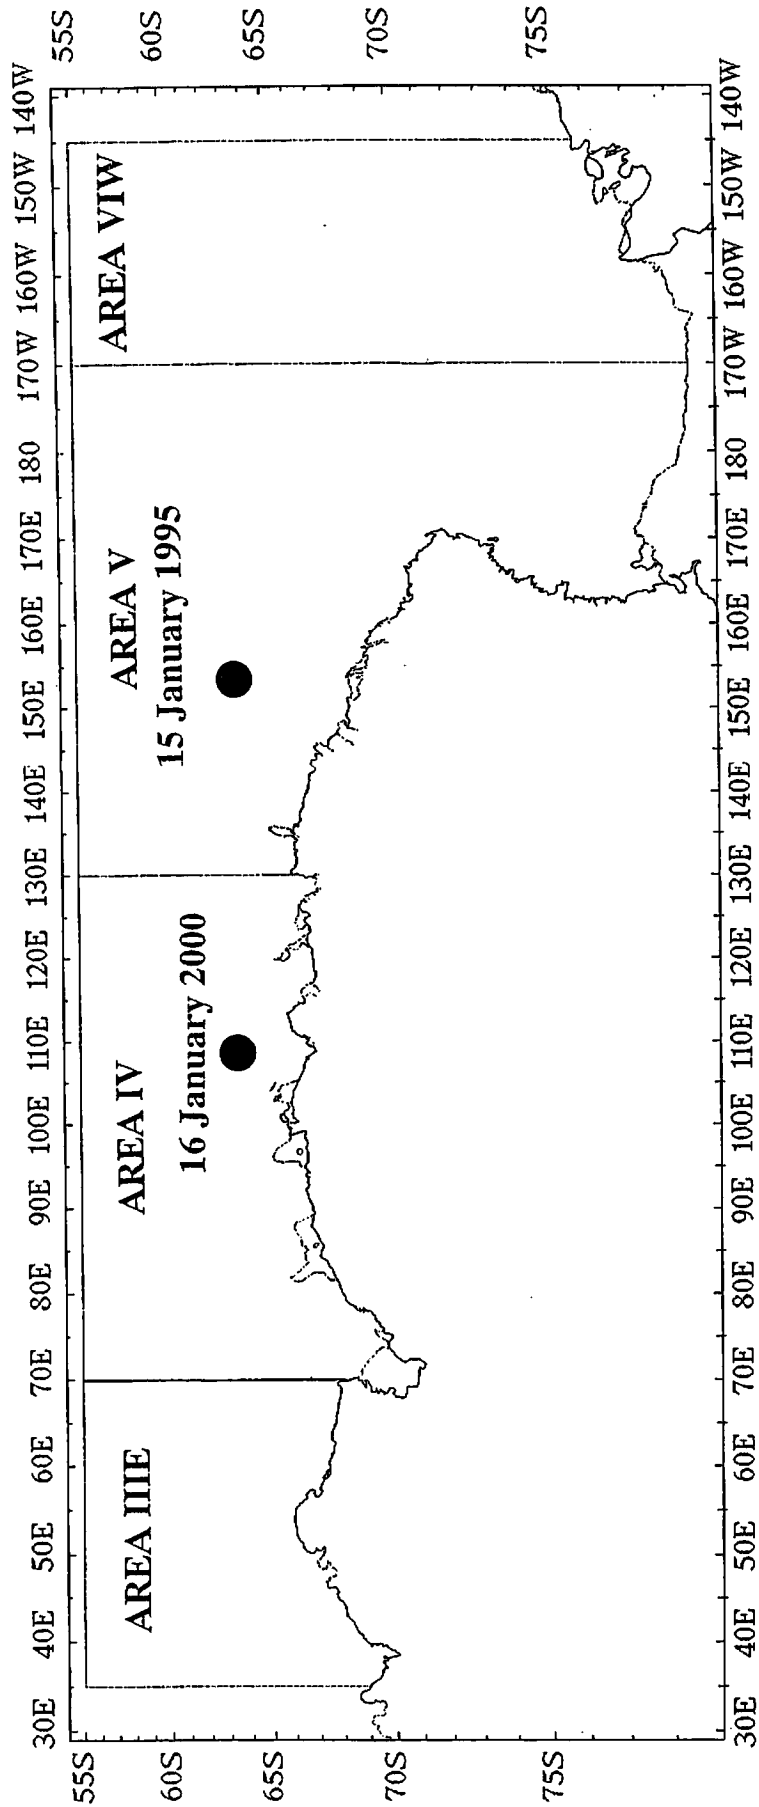 30E 40E 50E 60E 70E 80E 90E 100E 110E 120E 130E 140E 150E 160E 170E 180 170W 160W 150W 140W
55S 55S
60S 60S
65S 65S
70S 70S
75S 75S
AREA IIIE
AREA IV
16 January 2000
AREA V
15 January 1995
AREA VIW
30E 40E 50E 60E 70E 80E 90E 100E 110E 120E 130E 140E 150E 160E 170E 180 170W 160W 150W 140W